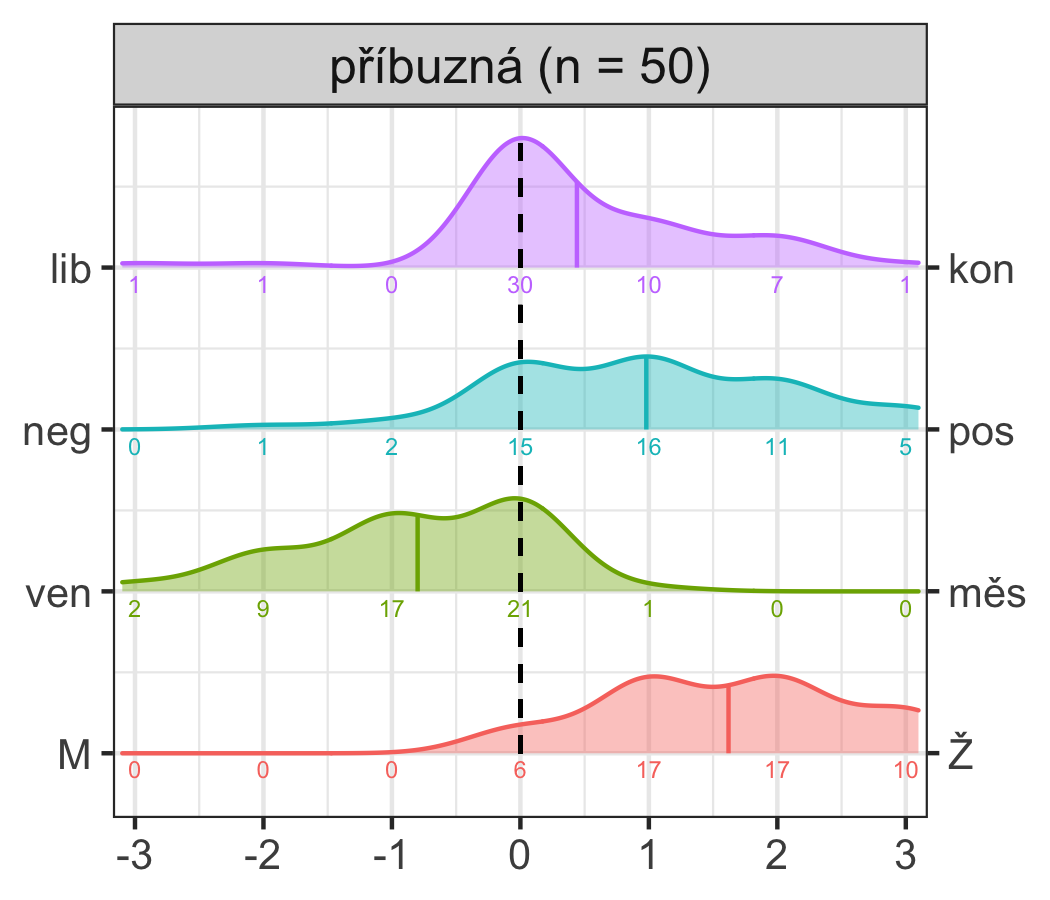 příbuzná (n = 50)
lib kon
1 1 0 30 10 7 1
neg pos
0 1 2 15 16 11 5
ven měs
2 9 17 21 1 0 0
M Ž
0 0 0 6 17 17 10
-3 -2 -1 0 1 2 3